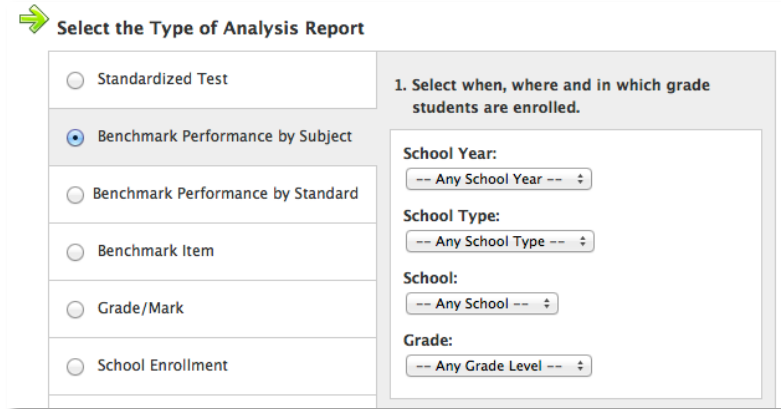 Select the Type of Analysis Report
Standardized Test
Benchmark Performance by Subject
Benchmark Performance by Standard
Benchmark Item
Grade/Mark
School Enrollment
1. Select when, where and in which grade
students are enrolled.
School Year:
-- Any School Year --
School Type:
-- Any School Type --
School:
-- Any School --
Grade:
-- Any Grade Level --